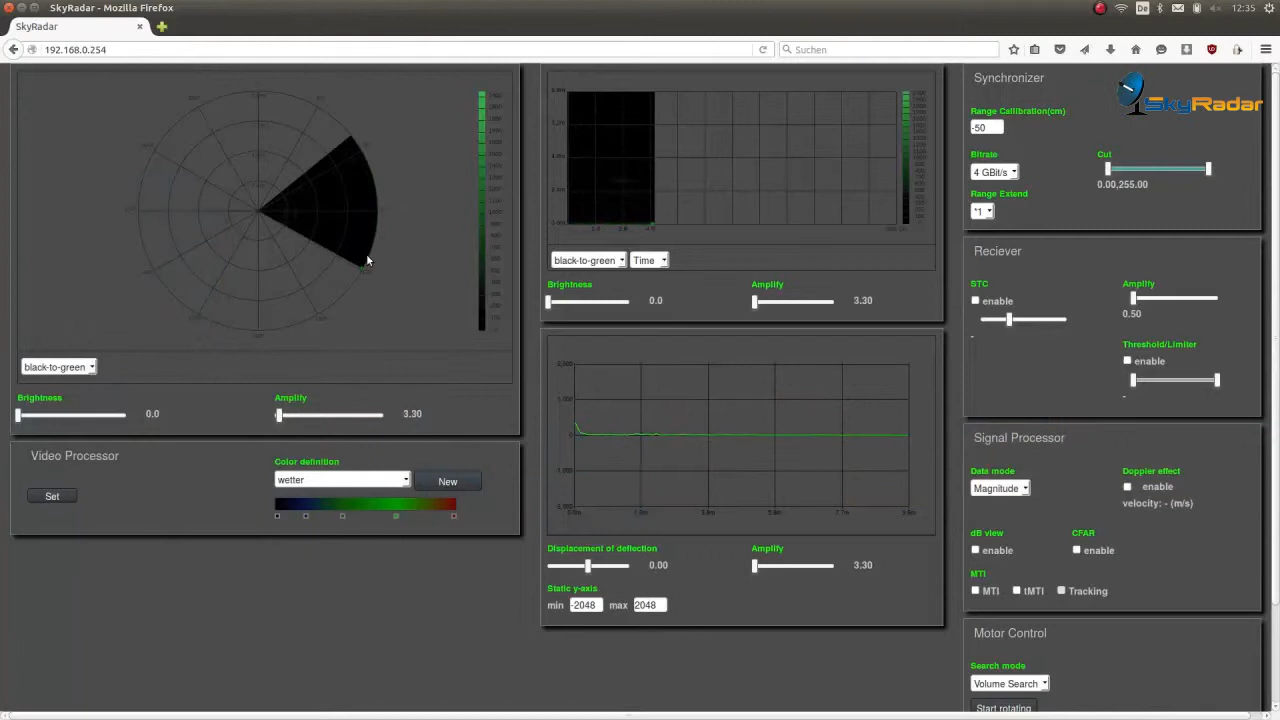 SkyRadar - Mozilla Firefox
De
12:35
SkyRadar
192.168.0.254
Suchen
black-to-green
Brightness
0.0
Amplify
3.30
Video Processor
Set
Color definition
wetter
New
black-to-green
Time
Brightness
0.0
Amplify
3.30
Displacement of deflection
0.00
Amplify
3.30
Static y-axis
min -2048 max 2048
Synchronizer
SkyRadar
Range Callibration(cm)
-50
Bitrate
4 GBit/s
Cut
0.00,255.00
Range Extend
*1
Reciever
STC
enable
-
Amplify
0.50
Threshold/Limiter
enable
-
Signal Processor
Data mode
Magnitude
Doppler effect
enable
velocity: - (m/s)
dB view
enable
CFAR
enable
MTI
MTI tMTI Tracking
Motor Control
Search mode
Volume Search
Start rotating